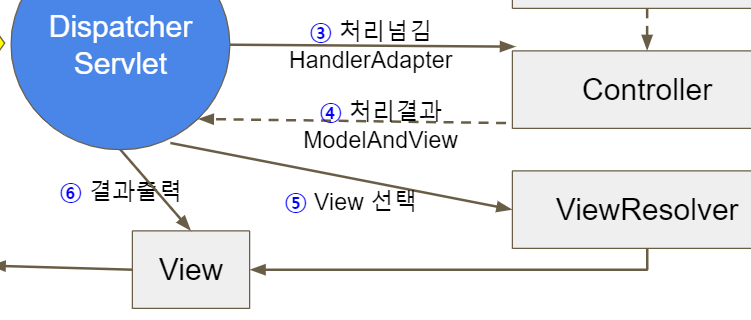 Dispatcher
Servlet
③ 처리넘김
HandlerAdapter
Controller
④ 처리결과
ModelAndView
⑥ 결과출력
⑤ View 선택
ViewResolver
View